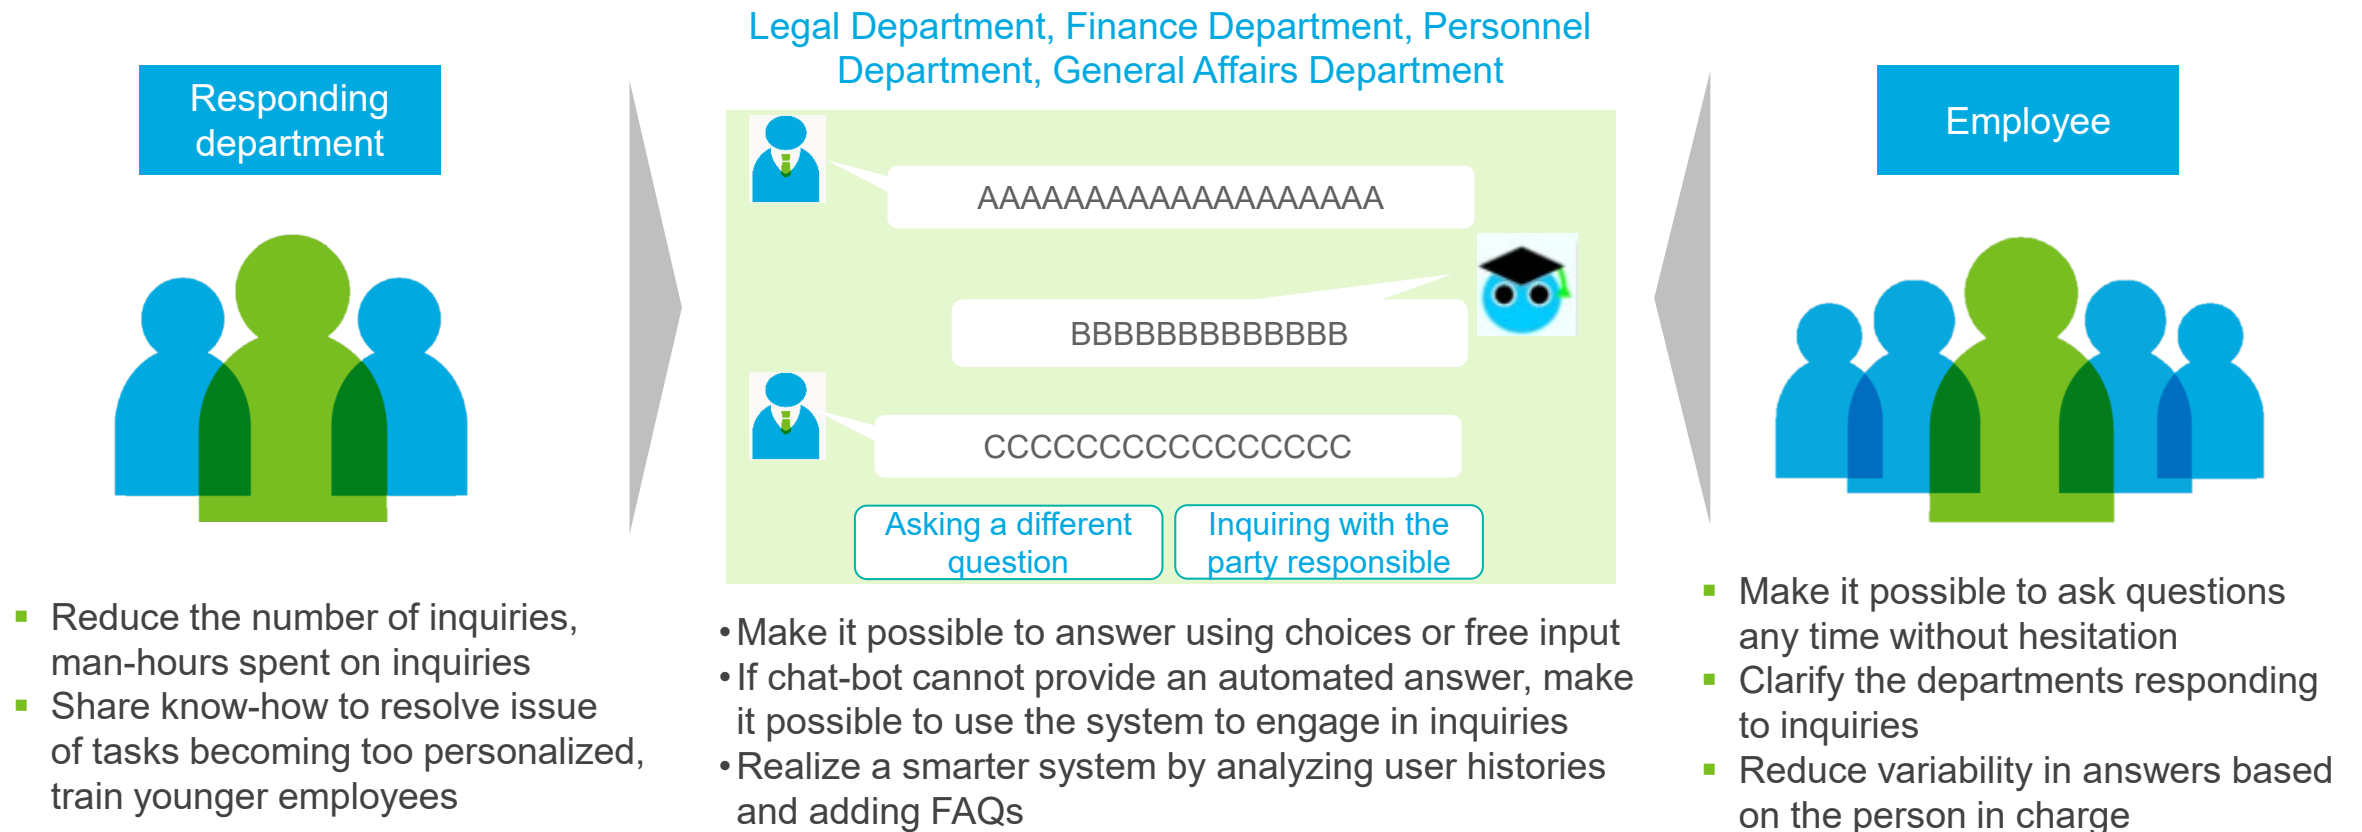 Responding
department
▪ Reduce the number of inquiries,
man-hours spent on inquiries
▪ Share know-how to resolve issue
of tasks becoming too personalized,
train younger employees
Legal Department, Finance Department, Personnel
Department, General Affairs Department
AAAAAAAAAAAAAAAAAAA
BBBBBBBBBBBBB
CCCCCCCCCCCCCCCC
Asking a different
question
Inquiring with the
party responsible
•Make it possible to answer using choices or free input
•If chat-bot cannot provide an automated answer, make
it possible to use the system to engage in inquiries
•Realize a smarter system by analyzing user histories
and adding FAQs
Employee
▪ Make it possible to ask questions
any time without hesitation
▪ Clarify the departments responding
to inquiries
▪ Reduce variability in answers based
on the person in charge